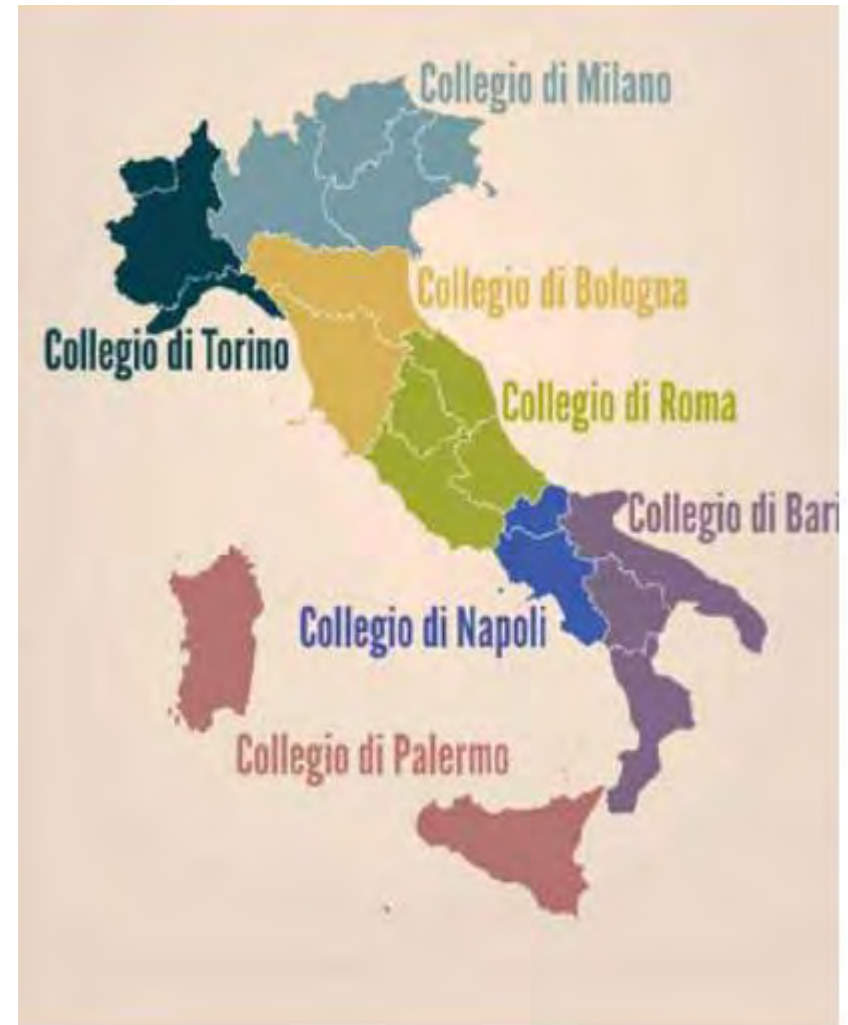 Collegio di Milano
Collegio di Bologna
Collegio di Torino
Collegio di Roma
Collegio di Bari
Collegio di Napoli
Collegio di Palermo